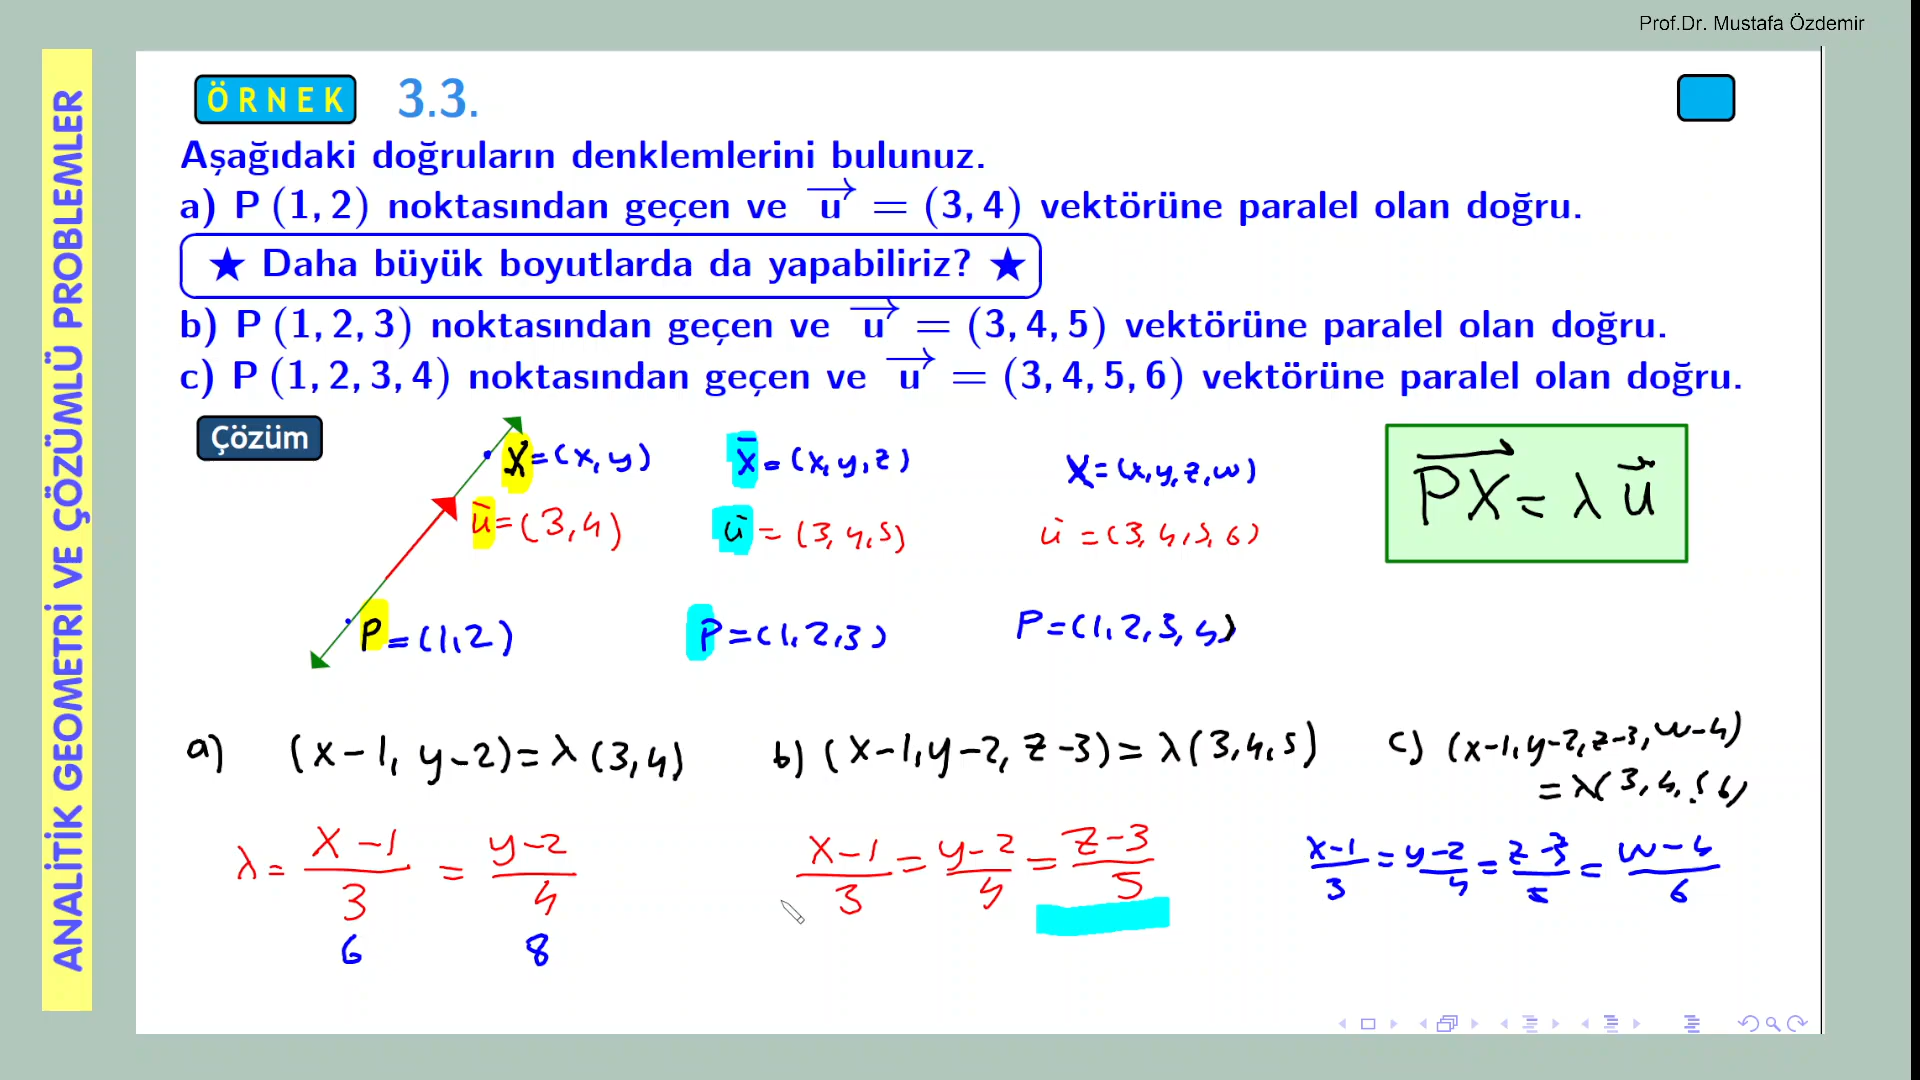 Prof.Dr. Mustafa Özdemir
ANALİTİK GEOMETRİ VE ÇÖZÜMLÜ PROBLEMLER
ÖRNEK 3.3.
Aşağıdaki doğruların denklemlerini bulunuz.
a) P (1, 2) noktasından geçen ve u⃗ = (3, 4) vektörüne paralel olan doğru.
★ Daha büyük boyutlarda da yapabiliriz? ★
b) P (1, 2, 3) noktasından geçen ve u⃗ = (3, 4, 5) vektörüne paralel olan doğru.
c) P (1, 2, 3, 4) noktasından geçen ve u⃗ = (3, 4, 5, 6) vektörüne paralel olan doğru.
Çözüm
X=(x,y) X=(x,y,z) X=(x,y,z,w)
u⃗=(3,4) u⃗=(3,4,5) u⃗=(3,4,5,6)
PX⃗ = λ u⃗
P=(1,2) P=(1,2,3) P=(1,2,3,4)
a) (x-1, y-2)=λ(3,4) b) (x-1,y-2,z-3)=λ(3,4,5) c) (x-1,y-2,z-3,w-4)
=λ(3,4,5 6)
λ= x-1/3 = y-2/4 x-1/3 = y-2/4 = z-3/5 x-1/3 = y-2/4 = z-3/5 = w-4/6
6 8